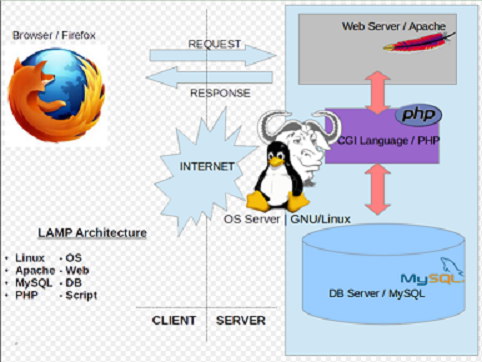 Browser / Firefox
REQUEST
RESPONSE
Web Server / Apache
php
CGI Language / PHP
INTERNET
OS Server | GNU/Linux
MySQL
DB Server / MySQL
LAMP Architecture
• Linux - OS
• Apache - Web
• MySQL - DB
• PHP - Script
CLIENT SERVER